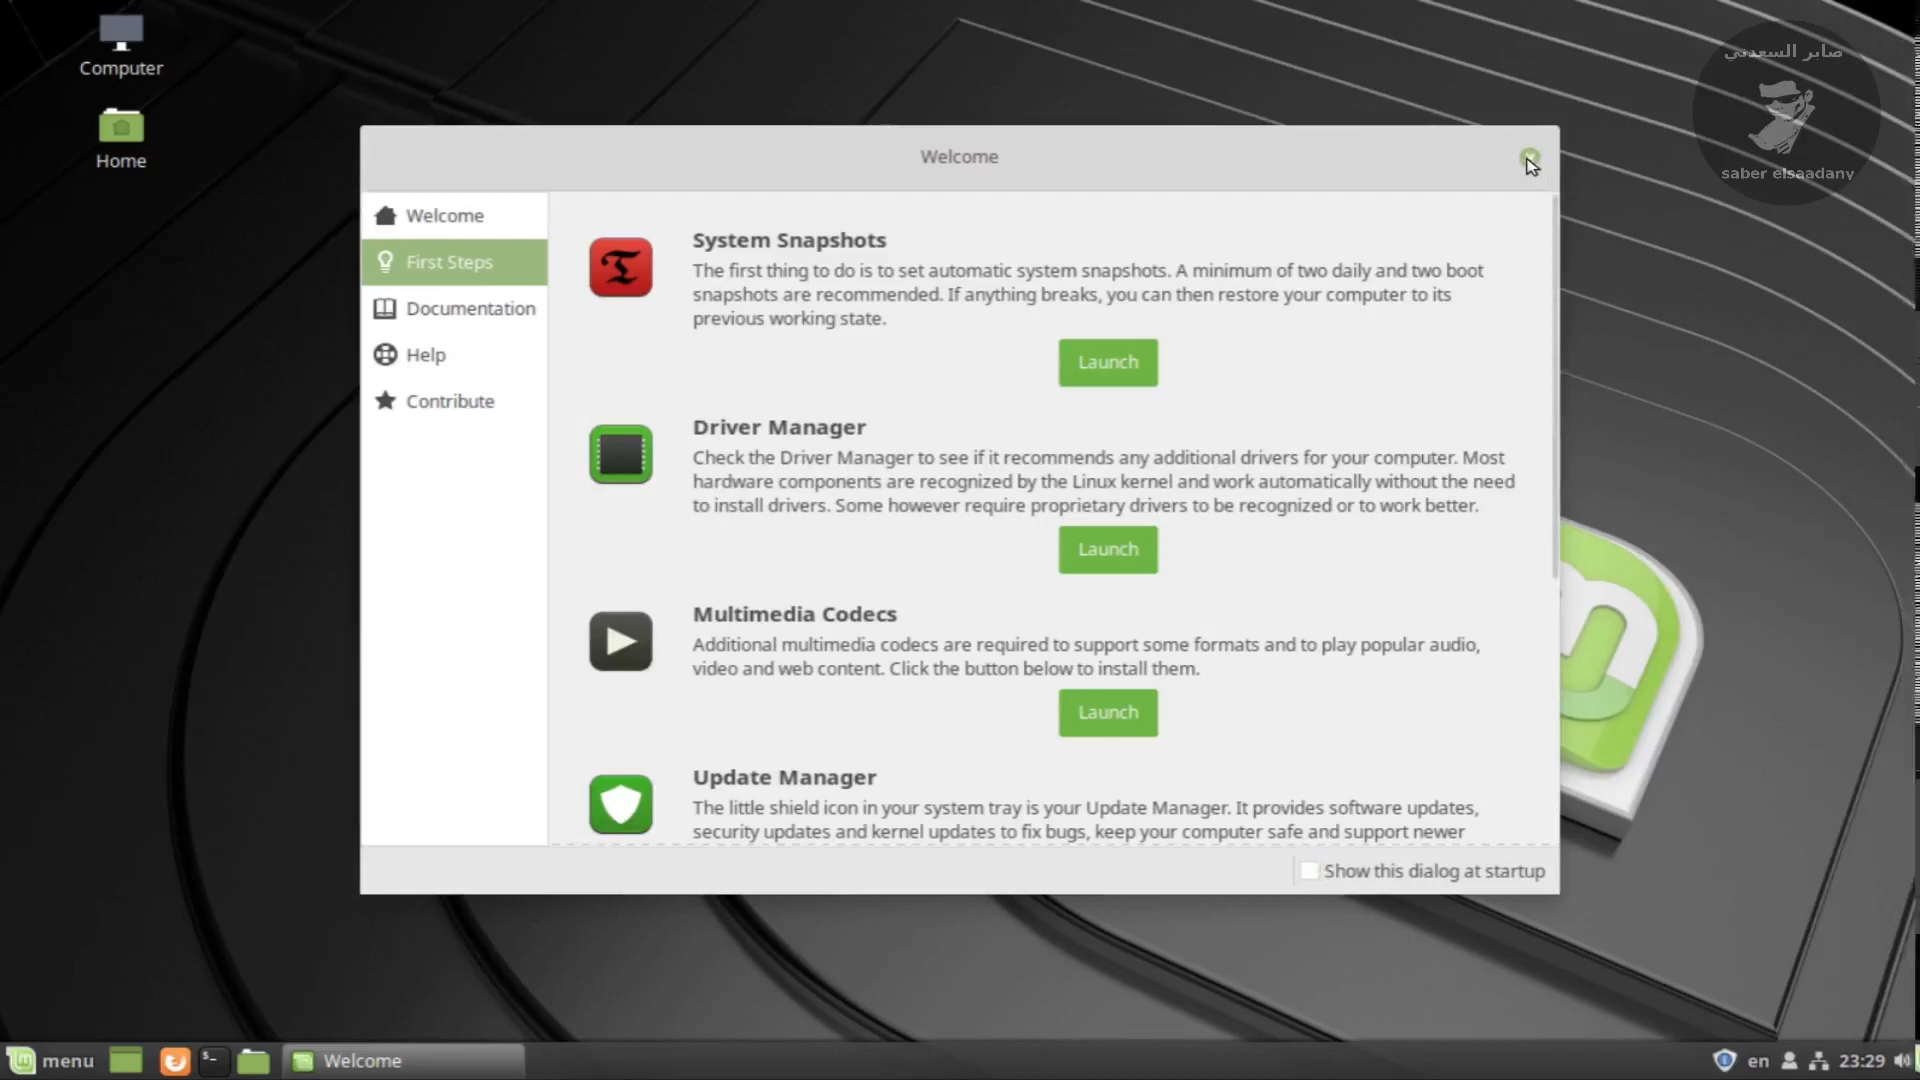 Computer
Home
صابر السعدني
saber elsaadany
Welcome
Welcome
First Steps
Documentation
Help
Contribute
System Snapshots
The first thing to do is to set automatic system snapshots. A minimum of two daily and two boot
snapshots are recommended. If anything breaks, you can then restore your computer to its
previous working state.
Launch
Driver Manager
Check the Driver Manager to see if it recommends any additional drivers for your computer. Most
hardware components are recognized by the Linux kernel and work automatically without the need
to install drivers. Some however require proprietary drivers to be recognized or to work better.
Launch
Multimedia Codecs
Additional multimedia codecs are required to support some formats and to play popular audio,
video and web content. Click the button below to install them.
Launch
Update Manager
The little shield icon in your system tray is your Update Manager. It provides software updates,
security updates and kernel updates to fix bugs, keep your computer safe and support newer
Show this dialog at startup
menu
Welcome
en
23:29